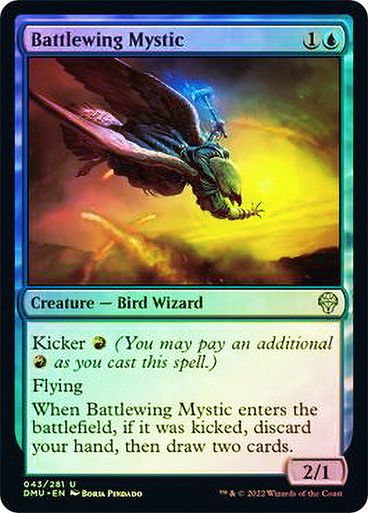 Battlewing Mystic 1
Creature — Bird Wizard
Kicker (You may pay an additional
as you cast this spell.)
Flying
When Battlewing Mystic enters the
battlefield, if it was kicked, discard
your hand, then draw two cards.
2/1
043/281 U
DMU • EN Borja Pindado
™ & © 2022 Wizards of the Coast